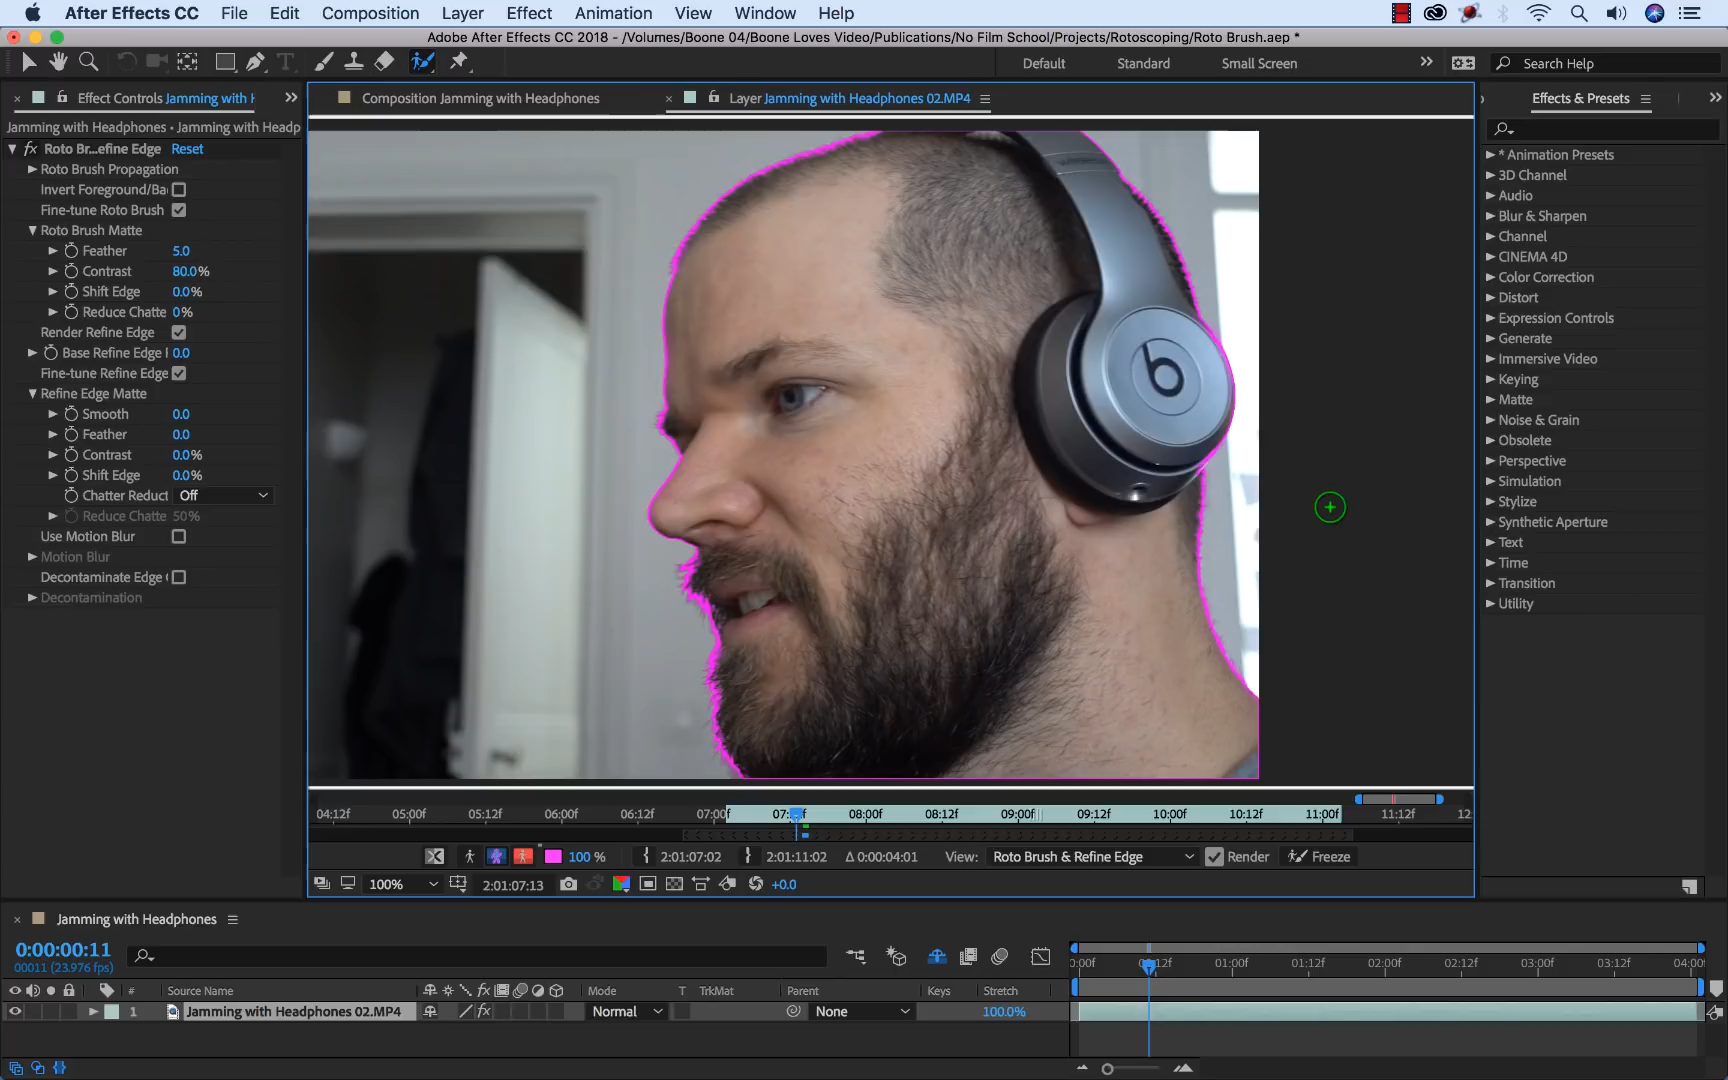 After Effects CC File Edit Composition Layer Effect Animation View Window Help
Adobe After Effects CC 2018 - /Volumes/Boone 04/Boone Loves Video/Publications/No Film School/Projects/Rotoscoping/Roto Brush.aep *
Default Standard Small Screen Search Help
Effect Controls Jamming with H
Composition Jamming with Headphones
Layer Jamming with Headphones 02.MP4
Effects & Presets
Jamming with Headphones • Jamming with Headp
fx Roto Br...efine Edge Reset
Roto Brush Propagation
Invert Foreground/Ba
Fine-tune Roto Brush
Roto Brush Matte
Feather 5.0
Contrast 80.0%
Shift Edge 0.0%
Reduce Chatte 0%
Render Refine Edge
Base Refine Edge 0.0
Fine-tune Refine Edge
Refine Edge Matte
Smooth 0.0
Feather 0.0
Contrast 0.0%
Shift Edge 0.0%
Chatter Reduct Off
Reduce Chatte 50%
Use Motion Blur
Motion Blur
Decontaminate Edge
Decontamination
b
* Animation Presets
3D Channel
Audio
Blur & Sharpen
Channel
CINEMA 4D
Color Correction
Distort
Expression Controls
Generate
Immersive Video
Keying
Matte
Noise & Grain
Obsolete
Perspective
Simulation
Stylize
Synthetic Aperture
Text
Time
Transition
Utility
04:12f 05:00f 05:12f 06:00f 06:12f 07:00f 08:00f 08:12f 09:00f 09:12f 10:00f 10:12f 11:00f 11:12f 12
100 % 2:01:07:02 2:01:11:02 Δ 0:00:04:01 View: Roto Brush & Refine Edge Render Freeze
100% 2:01:07:13 +0.0
Jamming with Headphones
0:00:00:11
00011 (23.976 fps)
0:00f 01:00f 01:12f 02:00f 02:12f 03:00f 03:12f 04:00
# Source Name fx Mode T TrkMat Parent Keys Stretch
1 Jamming with Headphones 02.MP4 fx Normal None 100.0%